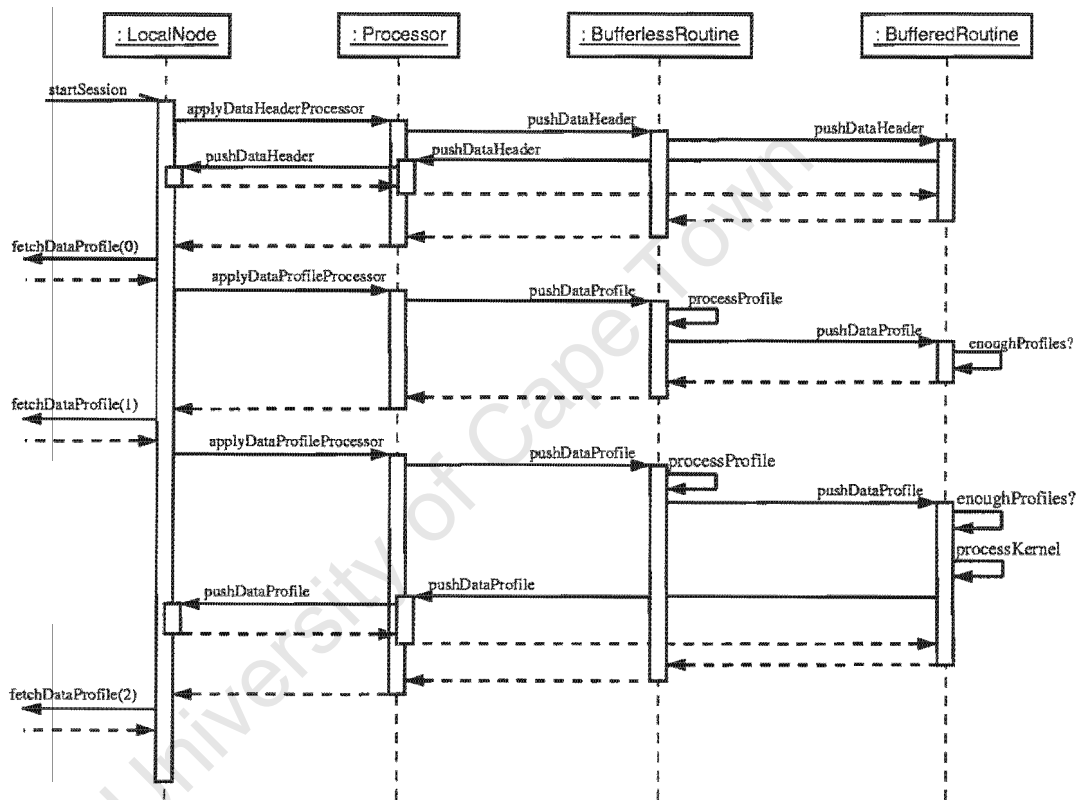 : LocalNode
: Processor
: BufferlessRoutine
: BufferedRoutine
startSession
applyDataHeaderProcessor
pushDataHeader
pushDataHeader
pushDataHeader
pushDataHeader
fetchDataProfile(0)
applyDataProfileProcessor
pushDataProfile
processProfile
pushDataProfile
enoughProfiles?
fetchDataProfile(1)
applyDataProfileProcessor
pushDataProfile
processProfile
pushDataProfile
enoughProfiles?
processKernel
pushDataProfile
pushDataProfile
fetchDataProfile(2)
University of Cape Town